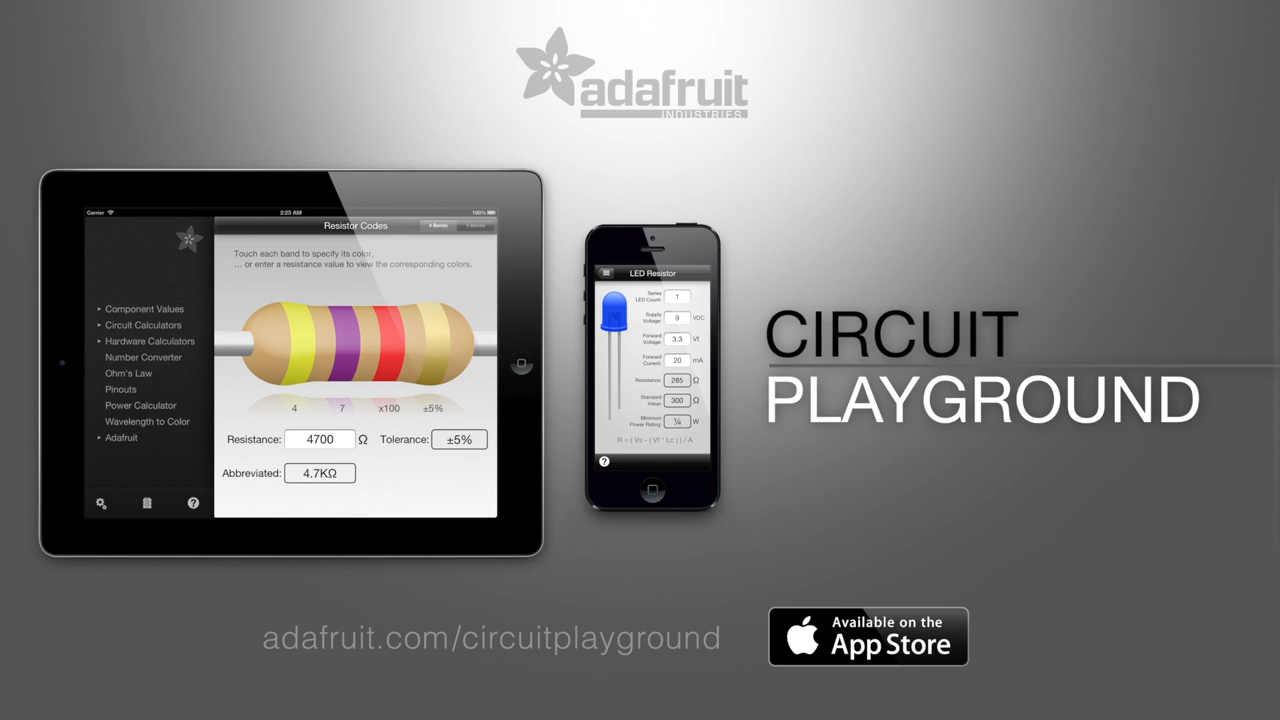 adafruit
INDUSTRIES
Carrier
2:23 AM
100%
Resistor Codes
4 Bands
5 Bands
Touch each band to specify its color,
... or enter a resistance value to view the corresponding colors.
Component Values
Circuit Calculators
Hardware Calculators
Number Converter
Ohm's Law
Pinouts
Power Calculator
Wavelength to Color
Adafruit
4 7 x100 ±5%
Resistance: 4700 Ω Tolerance: ±5%
Abbreviated: 4.7KΩ
?
LED Resistor
Series
LED Count: 1
Supply
Voltage: 9 VDC
Forward
Voltage: 3.3 Vf
Forward
Current: 20 mA
Resistance: 285 Ω
Standard
Value: 300 Ω
Minimum
Power Rating: ¼ W
R = ( Vs - ( Vf * Lc ) ) / A
?
CIRCUIT
PLAYGROUND
adafruit.com/circuitplayground
Available on the
App Store